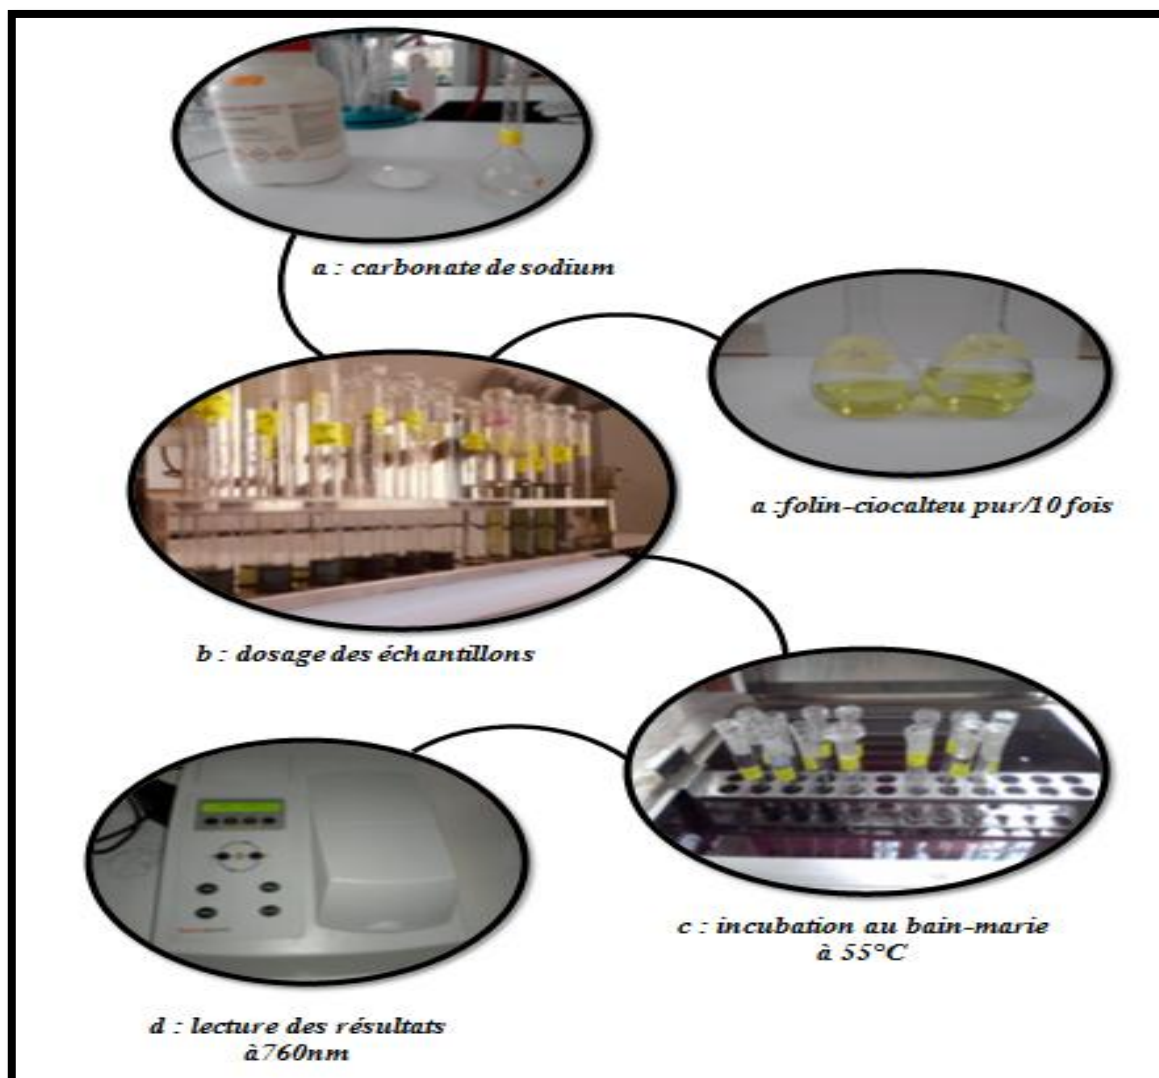 a : carbonate de sodium
a :folin-ciocalteu pur/10 fois
b : dosage des échantillons
c : incubation au bain-marie
à 55°C
d : lecture des résultats
à760nm